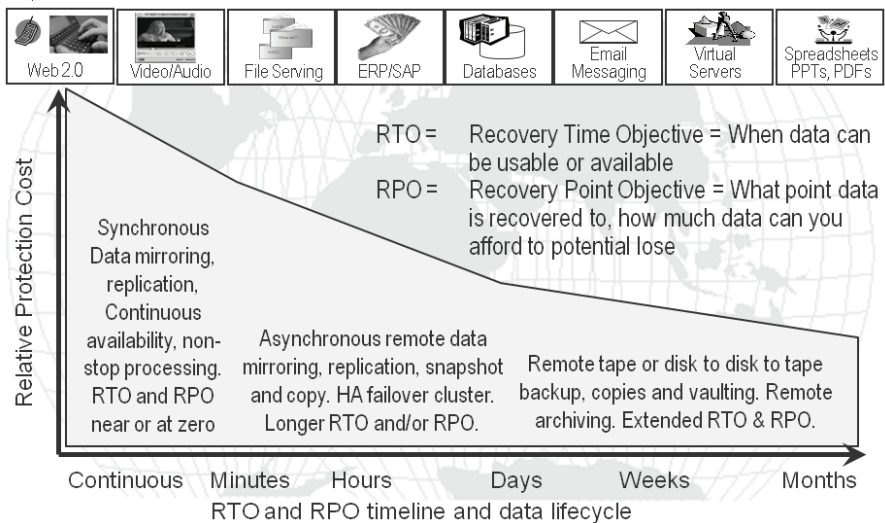 Web 2.0
Video/Audio
File Serving
ERP/SAP
Databases
Email
Messaging
Virtual
Servers
Spreadsheets
PPTs, PDFs
RTO = Recovery Time Objective = When data can
be usable or available
RPO = Recovery Point Objective = What point data
is recovered to, how much data can you
afford to potential lose
Relative Protection Cost
Synchronous
Data mirroring,
replication,
Continuous
availability, non-
stop processing.
RTO and RPO
near or at zero
Asynchronous remote data
mirroring, replication, snapshot
and copy. HA failover cluster.
Longer RTO and/or RPO.
Remote tape or disk to disk to tape
backup, copies and vaulting. Remote
archiving. Extended RTO & RPO.
Continuous Minutes Hours Days Weeks Months
RTO and RPO timeline and data lifecycle